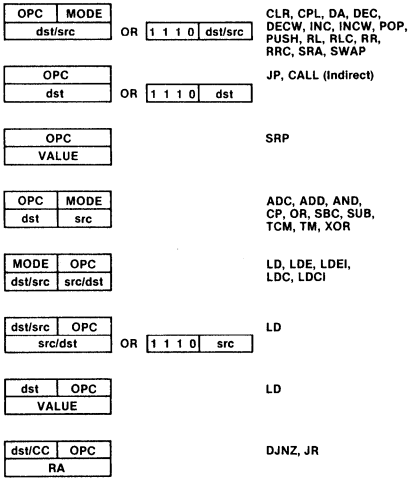 OPC MODE CLR, CPL, DA, DEC,
dst/src OR 1 1 1 0 dst/src DECW, INC, INCW, POP,
PUSH, RL, RLC, RR,
RRC, SRA, SWAP
OPC JP, CALL (Indirect)
dst OR 1 1 1 0 dst
OPC SRP
VALUE
OPC MODE ADC, ADD, AND,
dst src CP, OR, SBC, SUB,
TCM, TM, XOR
MODE OPC LD, LDE, LDEI,
dst/src src/dst LDC, LDCI
dst/src OPC LD
src/dst OR 1 1 1 0 src
dst OPC LD
VALUE
dst/CC OPC DJNZ, JR
RA